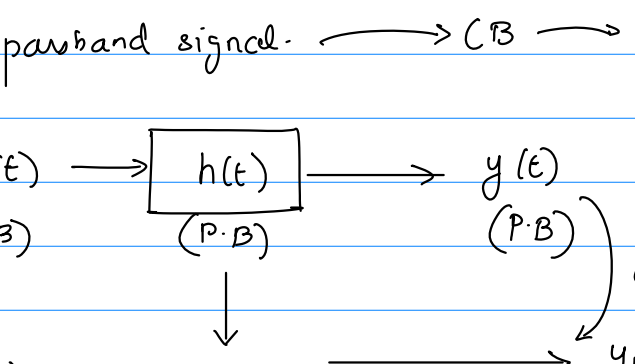 passband signal. → CB →
t) → h(t) → y(t)
B) (P.B) (P.B)